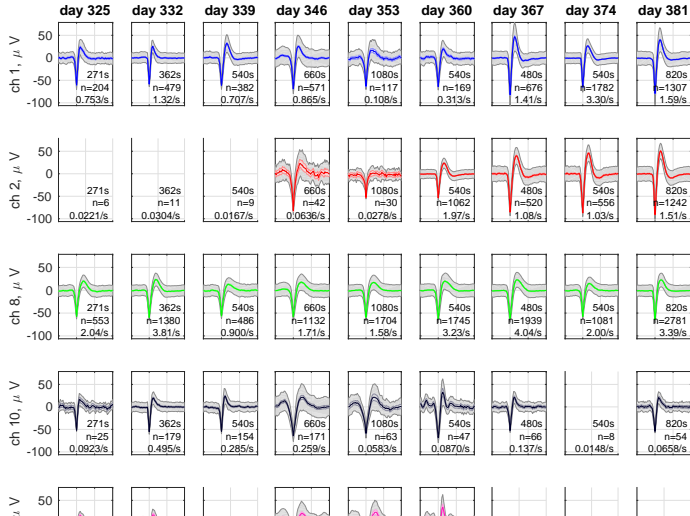 day 325 day 332 day 339 day 346 day 353 day 360 day 367 day 374 day 381
ch 1, μ V
50
0
-50
-100
271s 362s 540s 660s 1080s 540s 480s 540s 820s
n=204 n=479 n=382 n=571 n=117 n=169 n=676 n=1782 n=1307
0.753/s 1.32/s 0.707/s 0.865/s 0.108/s 0.313/s 1.41/s 3.30/s 1.59/s
ch 2, μ V
50
0
-50
-100
271s 362s 540s 660s 1080s 540s 480s 540s 820s
n=6 n=11 n=9 n=42 n=30 n=1062 n=520 n=556 n=1242
0.0221/s 0.0304/s 0.0167/s 0.0636/s 0.0278/s 1.97/s 1.08/s 1.03/s 1.51/s
ch 8, μ V
50
0
-50
-100
271s 362s 540s 660s 1080s 540s 480s 540s 820s
n=553 n=1380 n=486 n=1132 n=1704 n=1745 n=1939 n=1081 n=2781
2.04/s 3.81/s 0.900/s 1.71/s 1.58/s 3.23/s 4.04/s 2.00/s 3.39/s
ch 10, μ V
50
0
-50
-100
271s 362s 540s 660s 1080s 540s 480s 540s 820s
n=25 n=179 n=154 n=171 n=63 n=47 n=66 n=8 n=54
0.0923/s 0.495/s 0.285/s 0.259/s 0.0583/s 0.0870/s 0.137/s 0.0148/s 0.0658/s
V
50
0